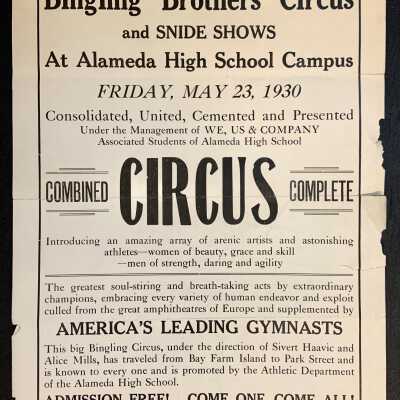 Bingling Brothers Circus
and SNIDE SHOWS
At Alameda High School Campus
FRIDAY, MAY 23, 1930
Consolidated, United, Cemented and Presented
Under the Management of WE, US & COMPANY
Associated Students of Alameda High School
COMBINED CIRCUS COMPLETE
Introducing an amazing array of arenic artists and astonishing
athletes—women of beauty, grace and skill
—men of strength, daring and agility
The greatest soul-stiring and breath-taking acts by extraordinary
champions, embracing every variety of human endeavor and exploit
culled from the great amphitheatres of Europe and supplemented by
AMERICA'S LEADING GYMNASTS
This big Bingling Circus, under the direction of Sivert Haavic and
Alice Mills, has traveled from Bay Farm Island to Park Street and
is known to every one and is promoted by the Athletic Department
of the Alameda High School.
ADMISSION FREE! COME ONE, COME ALL!